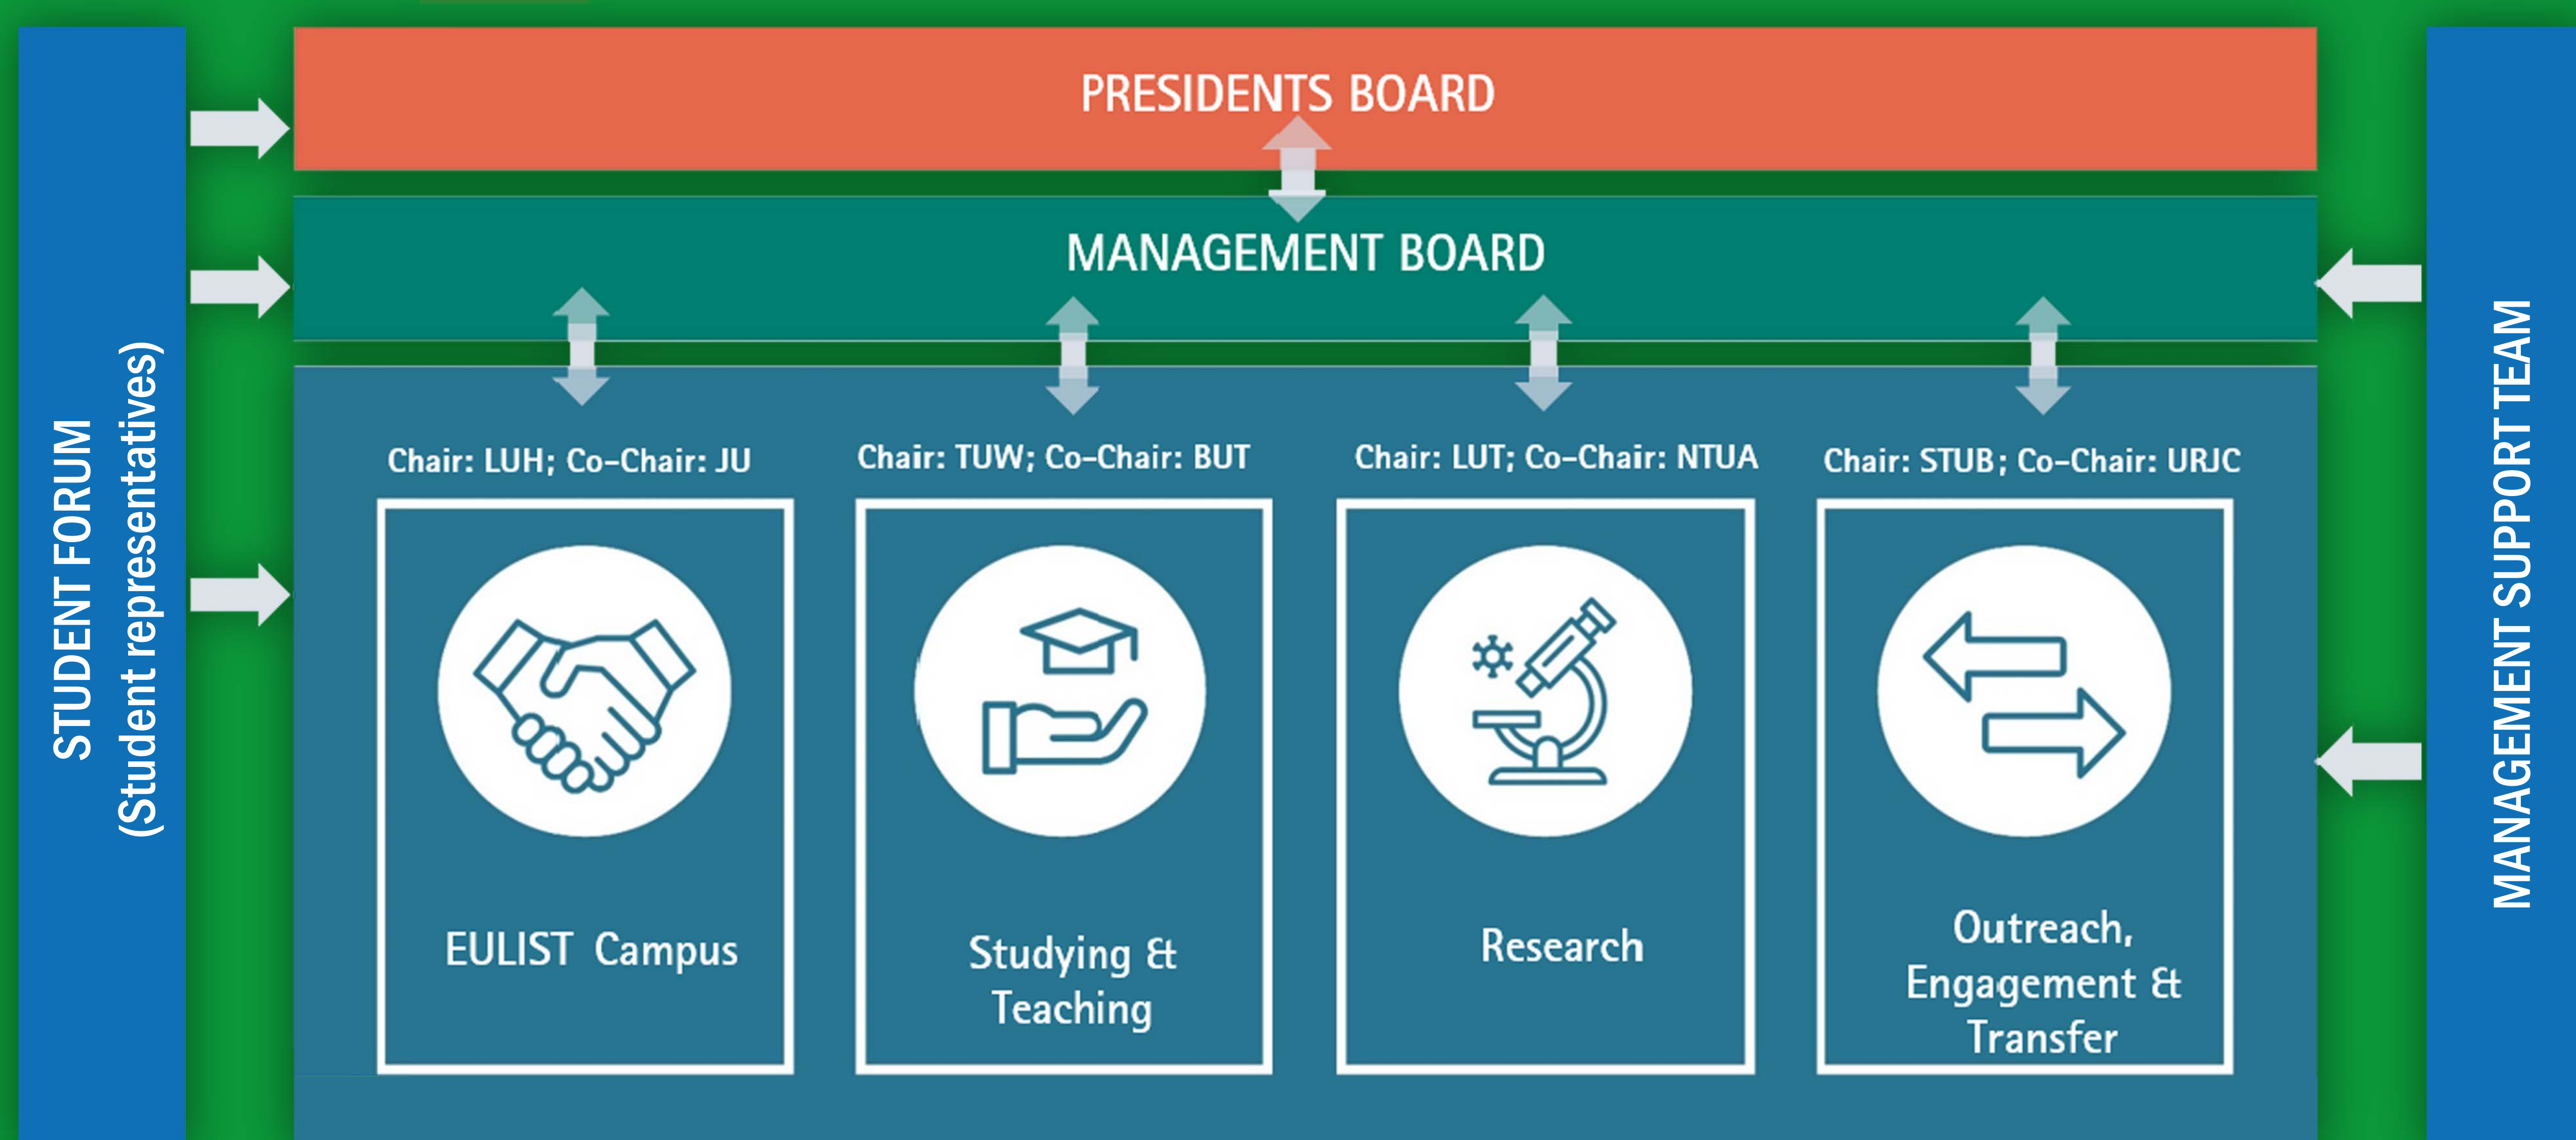 PRESIDENTS BOARD
MANAGEMENT BOARD
STUDENT FORUM
(Student representatives)
Chair: LUH; Co-Chair: JU
Chair: TUW; Co-Chair: BUT
Chair: LUT; Co-Chair: NTUA
Chair: STUB; Co-Chair: URJC
EULIST Campus
Studying &
Teaching
Research
Outreach,
Engagement &
Transfer
MANAGEMENT SUPPORT TEAM